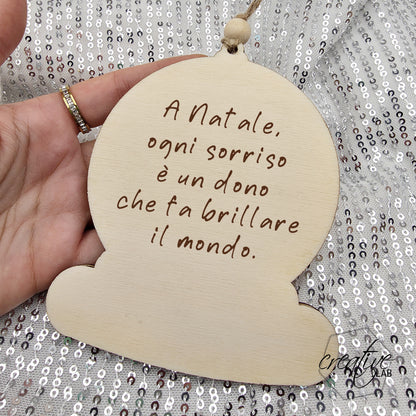 A Natale,
ogni sorriso
è un dono
che fa brillare
il mondo.
creative
LAB